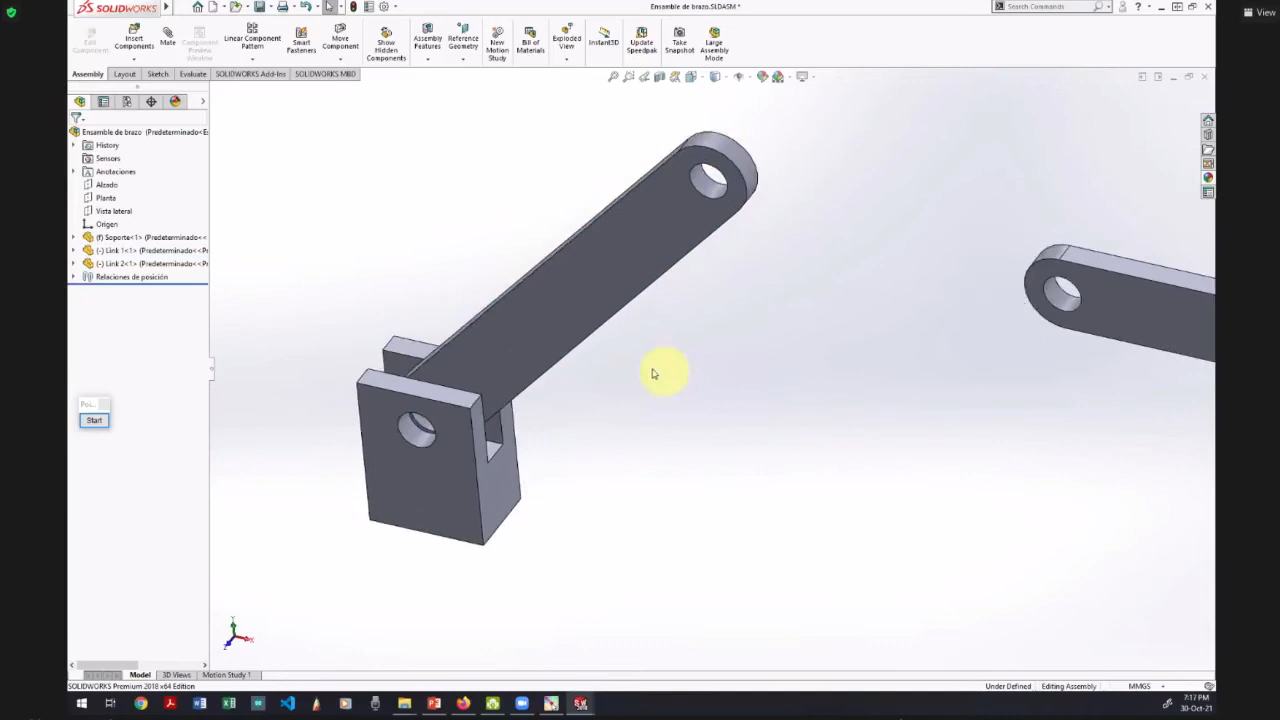 SOLIDWORKS
Ensamble de brazo.SLDASM *
Search Commands
View
Edit Component
Insert Components
Mate
Component Preview Window
Linear Component Pattern
Smart Fasteners
Move Component
Show Hidden Components
Assembly Features
Reference Geometry
New Motion Study
Bill of Materials
Exploded View
Instant3D
Update Speedpak
Take Snapshot
Large Assembly Mode
Assembly
Layout
Sketch
Evaluate
SOLIDWORKS Add-Ins
SOLIDWORKS MBD
Ensamble de brazo (Predeterminado<Es
History
Sensors
Anotaciones
Alzado
Planta
Vista lateral
Origen
(f) Soporte<1> (Predeterminado<<
(-) Link 1<1> (Predeterminado<<Pr
(-) Link 2<1> (Predeterminado<<Pr
Relaciones de posición
Poi...
Start
Y
X
Z
Model
3D Views
Motion Study 1
SOLIDWORKS Premium 2018 x64 Edition
Under Defined
Editing Assembly
MMGS
7:17 PM
30-Oct-21